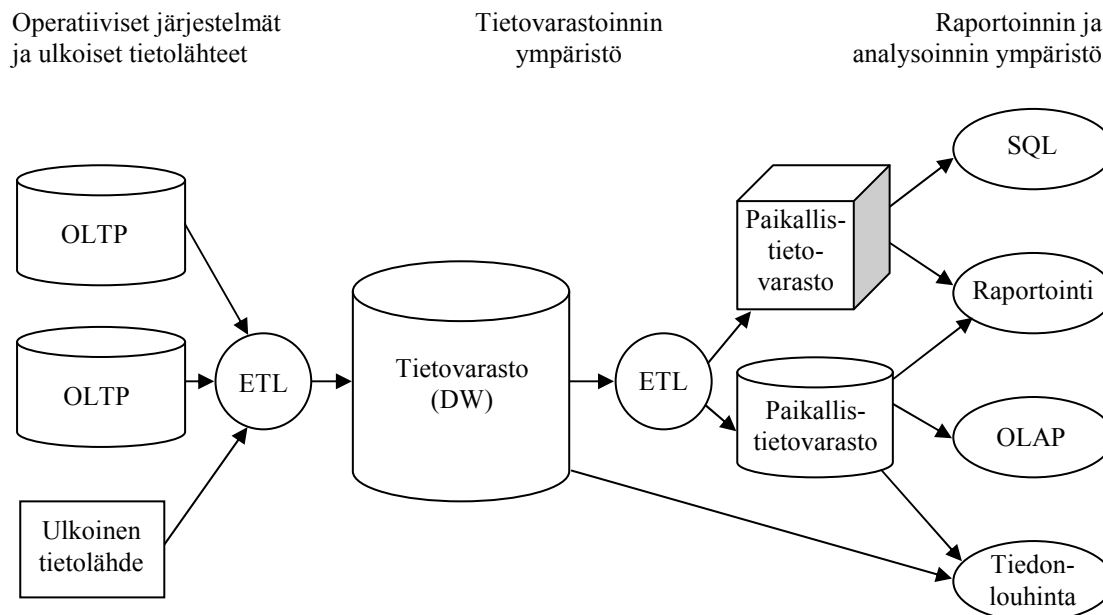 Operatiiviset järjestelmät
ja ulkoiset tietolähteet
Tietovarastoinnin
ympäristö
Raportoinnin ja
analysoinnin ympäristö
OLTP
OLTP
Ulkoinen
tietolähde
ETL
Tietovarasto
(DW)
ETL
Paikallis-
tieto-
varasto
Paikallis-
tietovarasto
SQL
Raportointi
OLAP
Tiedon-
louhinta